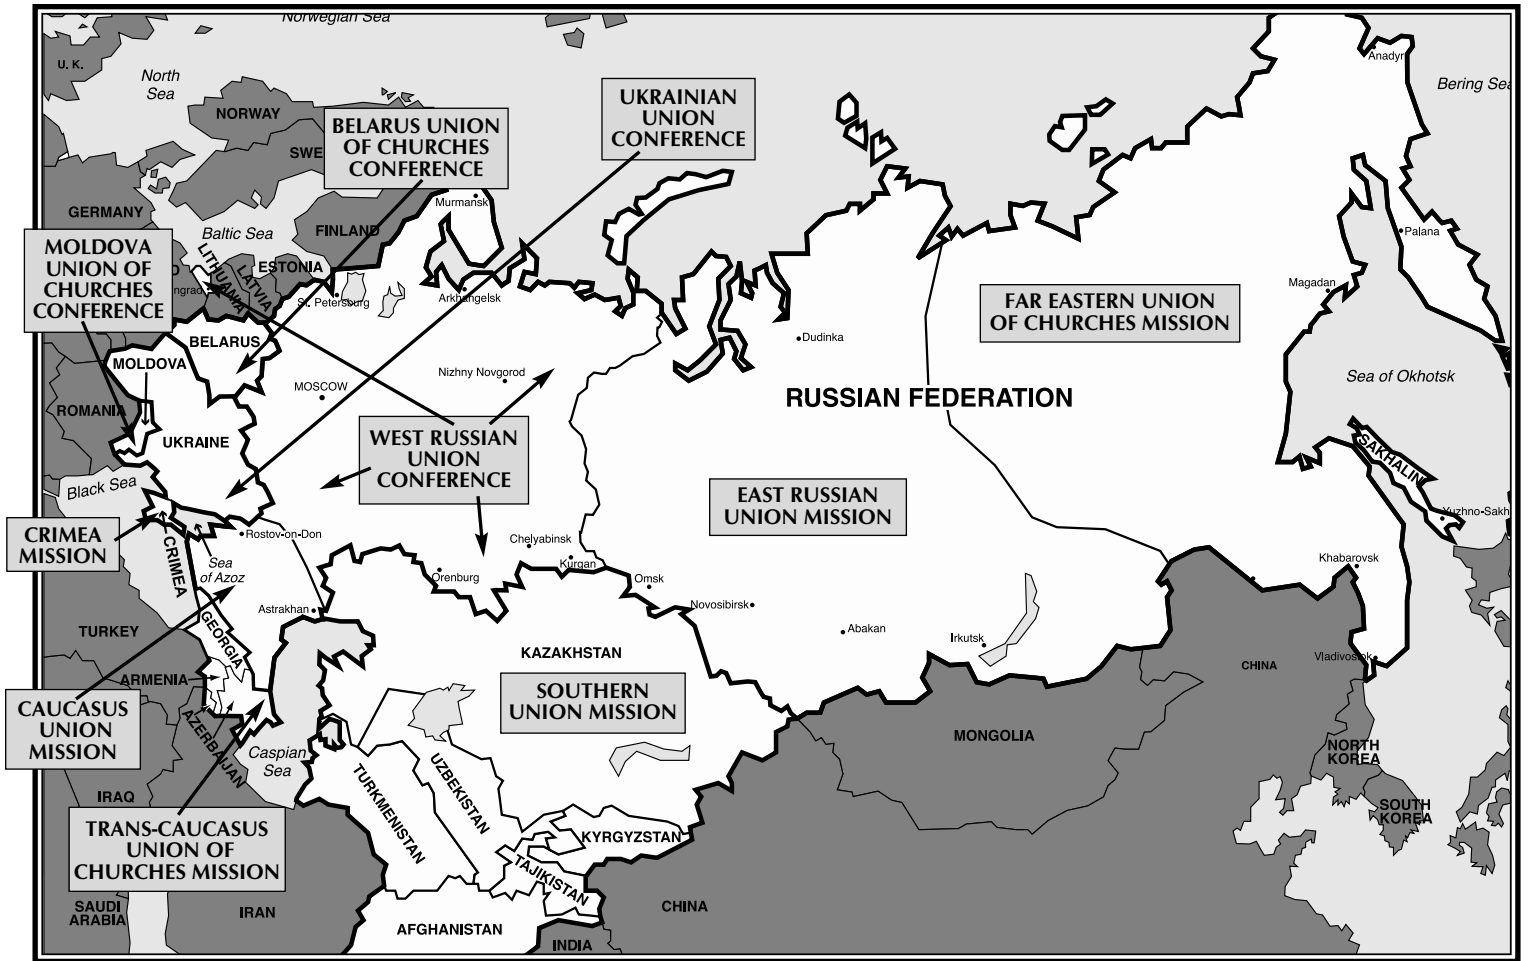 Norwegian Sea
U. K.
North
Sea
NORWAY
SWE
BELARUS UNION
OF CHURCHES
CONFERENCE
UKRAINIAN
UNION
CONFERENCE
Anadyr
Bering Sea
GERMANY
Baltic Sea
FINLAND
Murmansk
MOLDOVA
UNION OF
CHURCHES
CONFERENCE
D
ngrad
LITHUANIA
LATVIA
ESTONIA
St. Petersburg
Arkhangelsk
Palana
Magadan
FAR EASTERN UNION
OF CHURCHES MISSION
BELARUS
MOLDOVA
Dudinka
Nizhny Novgorod
MOSCOW
RUSSIAN FEDERATION
Sea of Okhotsk
ROMANIA
UKRAINE
WEST RUSSIAN
UNION
CONFERENCE
SAKHALIN
Black Sea
EAST RUSSIAN
UNION MISSION
Yuzhno-Sakh
CRIMEA
MISSION
CRIMEA
Sea
of Azoz
Rostov-on-Don
Chelyabinsk
Kurgan
Orenburg
Omsk
Khabarovsk
Astrakhan
Novosibirsk
Abakan
Irkutsk
TURKEY
GEORGIA
KAZAKHSTAN
CHINA
Vladivostok
ARMENIA
AZERBAIJAN
SOUTHERN
UNION MISSION
CAUCASUS
UNION
MISSION
Caspian
Sea
MONGOLIA
NORTH
KOREA
IRAQ
TURKMENISTAN
UZBEKISTAN
SOUTH
KOREA
TRANS-CAUCASUS
UNION OF
CHURCHES MISSION
KYRGYZSTAN
TAJIKISTAN
SAUDI
ARABIA
IRAN
CHINA
AFGHANISTAN
INDIA